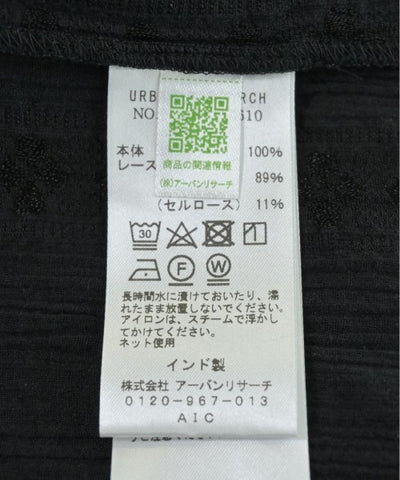 URB RCH
NO. 610
商品の関連情報
(株)アーバンリサーチ
本体 100%
レース 89%
(セルロース) 11%
30
F W
長時間水に漬けておいたり、濡
れたまま放置しないでください。
アイロンは、スチームで浮かし
てかけてください。
ネット使用
インド製
株式会社 アーバンリサーチ
0120-967-013
AIC